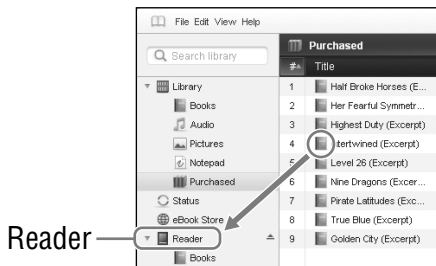 File Edit View Help
Search library
Purchased
# Title
Library
Books
Audio
Pictures
Notepad
Purchased
Status
eBook Store
Reader
Books
1 Half Broke Horses (E...
2 Her Fearful Symmetr...
3 Highest Duty (Excerpt)
4 ntertwined (Excerpt)
5 Level 26 (Excerpt)
6 Nine Dragons (Excer...
7 Pirate Latitudes (Exc...
8 True Blue (Excerpt)
9 Golden City (Excerpt)
Reader